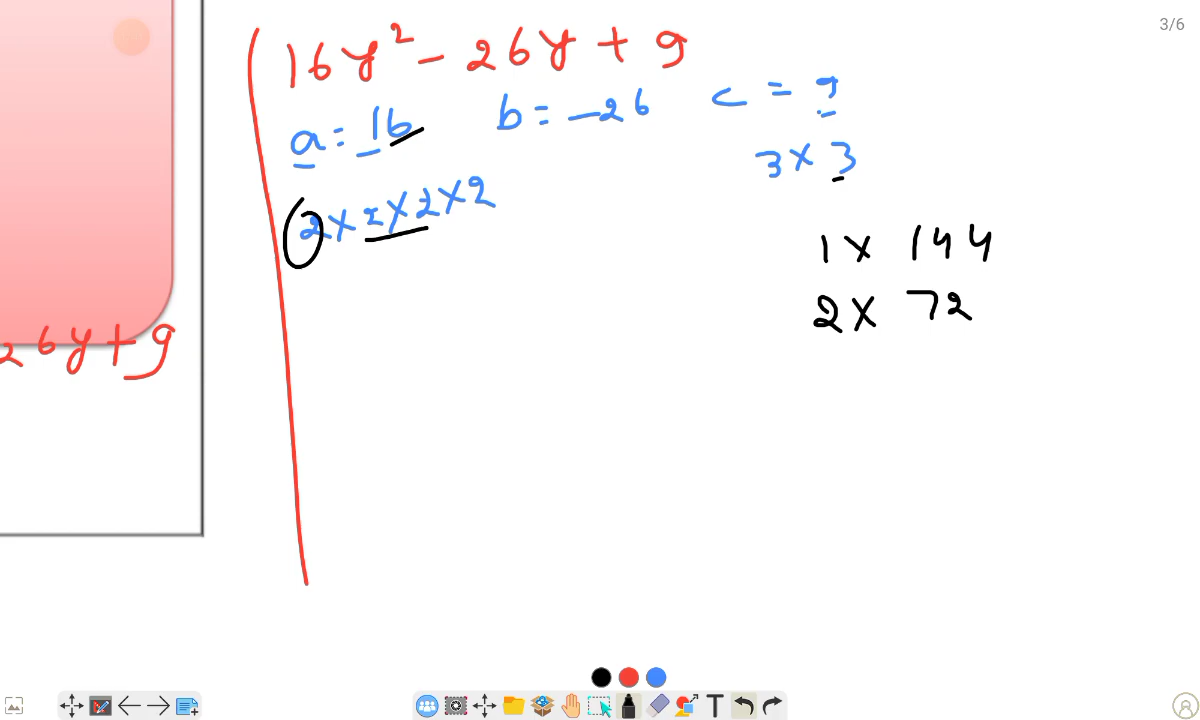 3/6
16y² - 26y + 9
a = 16 b = -26 c = 9
3 x 3
2 x 2 x 2 x 2
1 x 144
2 x 72
26y + 9
T